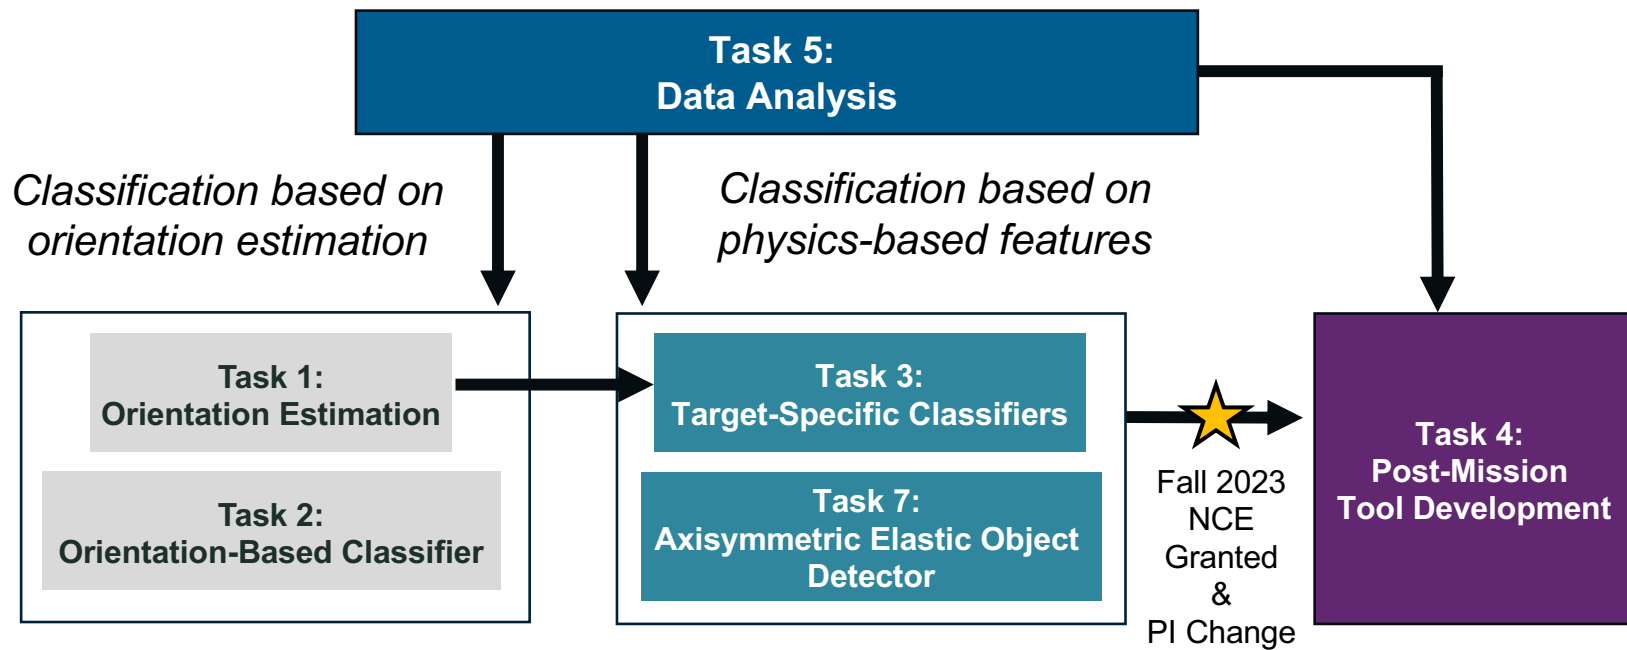 Task 5:
Data Analysis
Classification based on
orientation estimation
Classification based on
physics-based features
Task 1:
Orientation Estimation
Task 2:
Orientation-Based Classifier
Task 3:
Target-Specific Classifiers
Task 7:
Axisymmetric Elastic Object
Detector
Fall 2023
NCE
Granted
&
PI Change
Task 4:
Post-Mission
Tool Development